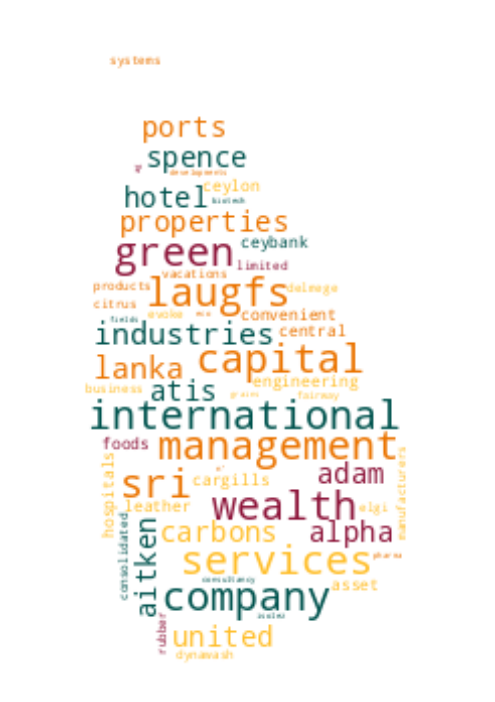 systems
ports
spence
developments
ceylon
hotel
biotech
properties
ceybank
green
limited
vacations
products
laugfs
delmege
citrus
evoke
convenient
fields
industries
central
lanka
capital
engineering
business
atis
grains
fairway
international
foods
management
hospitals
manufacturers
adam
sri
cargills
wealth
leather
elgi
consolidated
aitken
carbons
alpha
services
pharma
consultancy
asset
company
rubber
united
dynawash